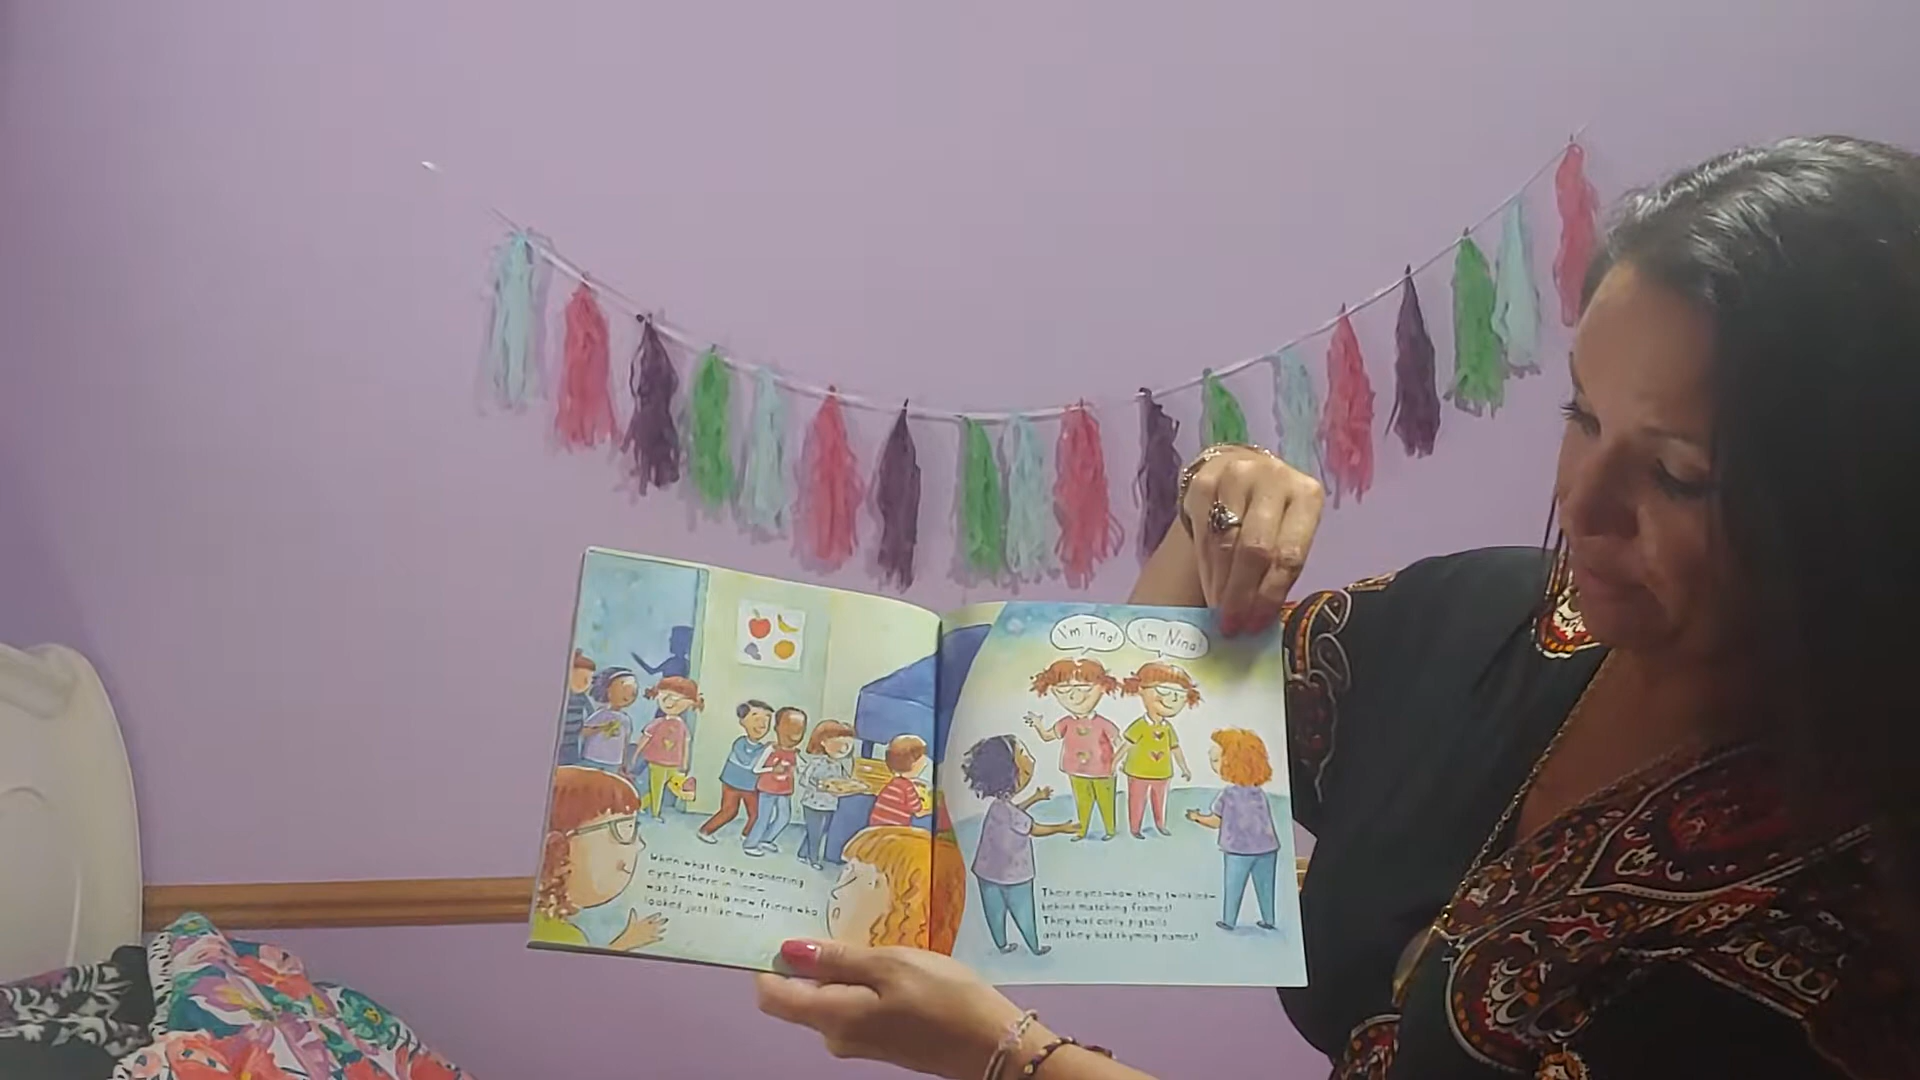 When what to my wondering
eyes—there in line—
was Jen with a new friend who
looked just like mine!
I'm Tina!
I'm Nina!
Their eyes—how they twinkled—
behind matching frames!
They had curly pigtails
and they had rhyming names!